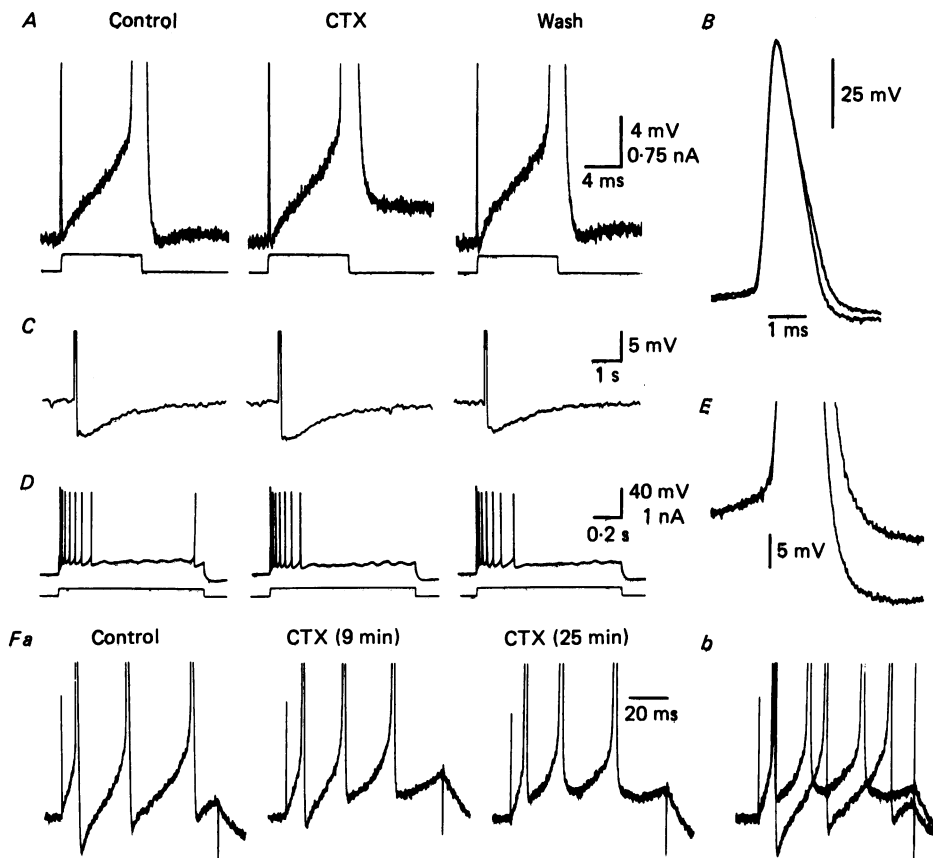 A Control CTX Wash B
4 mV
0·75 nA
4 ms
25 mV
1 ms
C
5 mV
1 s
D
40 mV
1 nA
0·2 s
E
5 mV
Fa Control CTX (9 min) CTX (25 min) b
20 ms